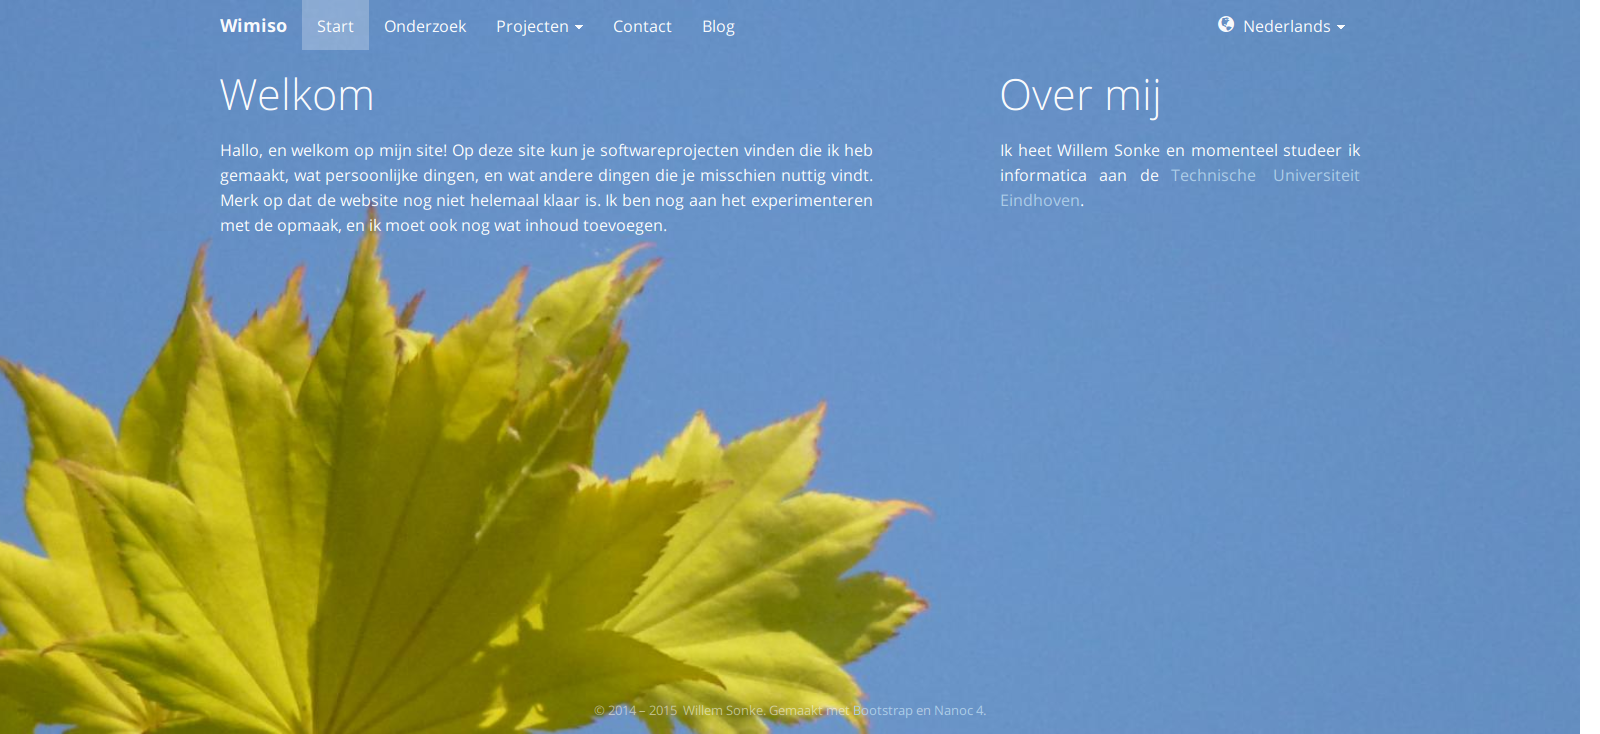 Wimiso Start Onderzoek Projecten Contact Blog Nederlands
Welkom
Hallo, en welkom op mijn site! Op deze site kun je softwareprojecten vinden die ik heb
gemaakt, wat persoonlijke dingen, en wat andere dingen die je misschien nuttig vindt.
Merk op dat de website nog niet helemaal klaar is. Ik ben nog aan het experimenteren
met de opmaak, en ik moet ook nog wat inhoud toevoegen.
Over mij
Ik heet Willem Sonke en momenteel studeer ik
informatica aan de Technische Universiteit
Eindhoven.
© 2014 – 2015 Willem Sonke. Gemaakt met Bootstrap en Nanoc 4.